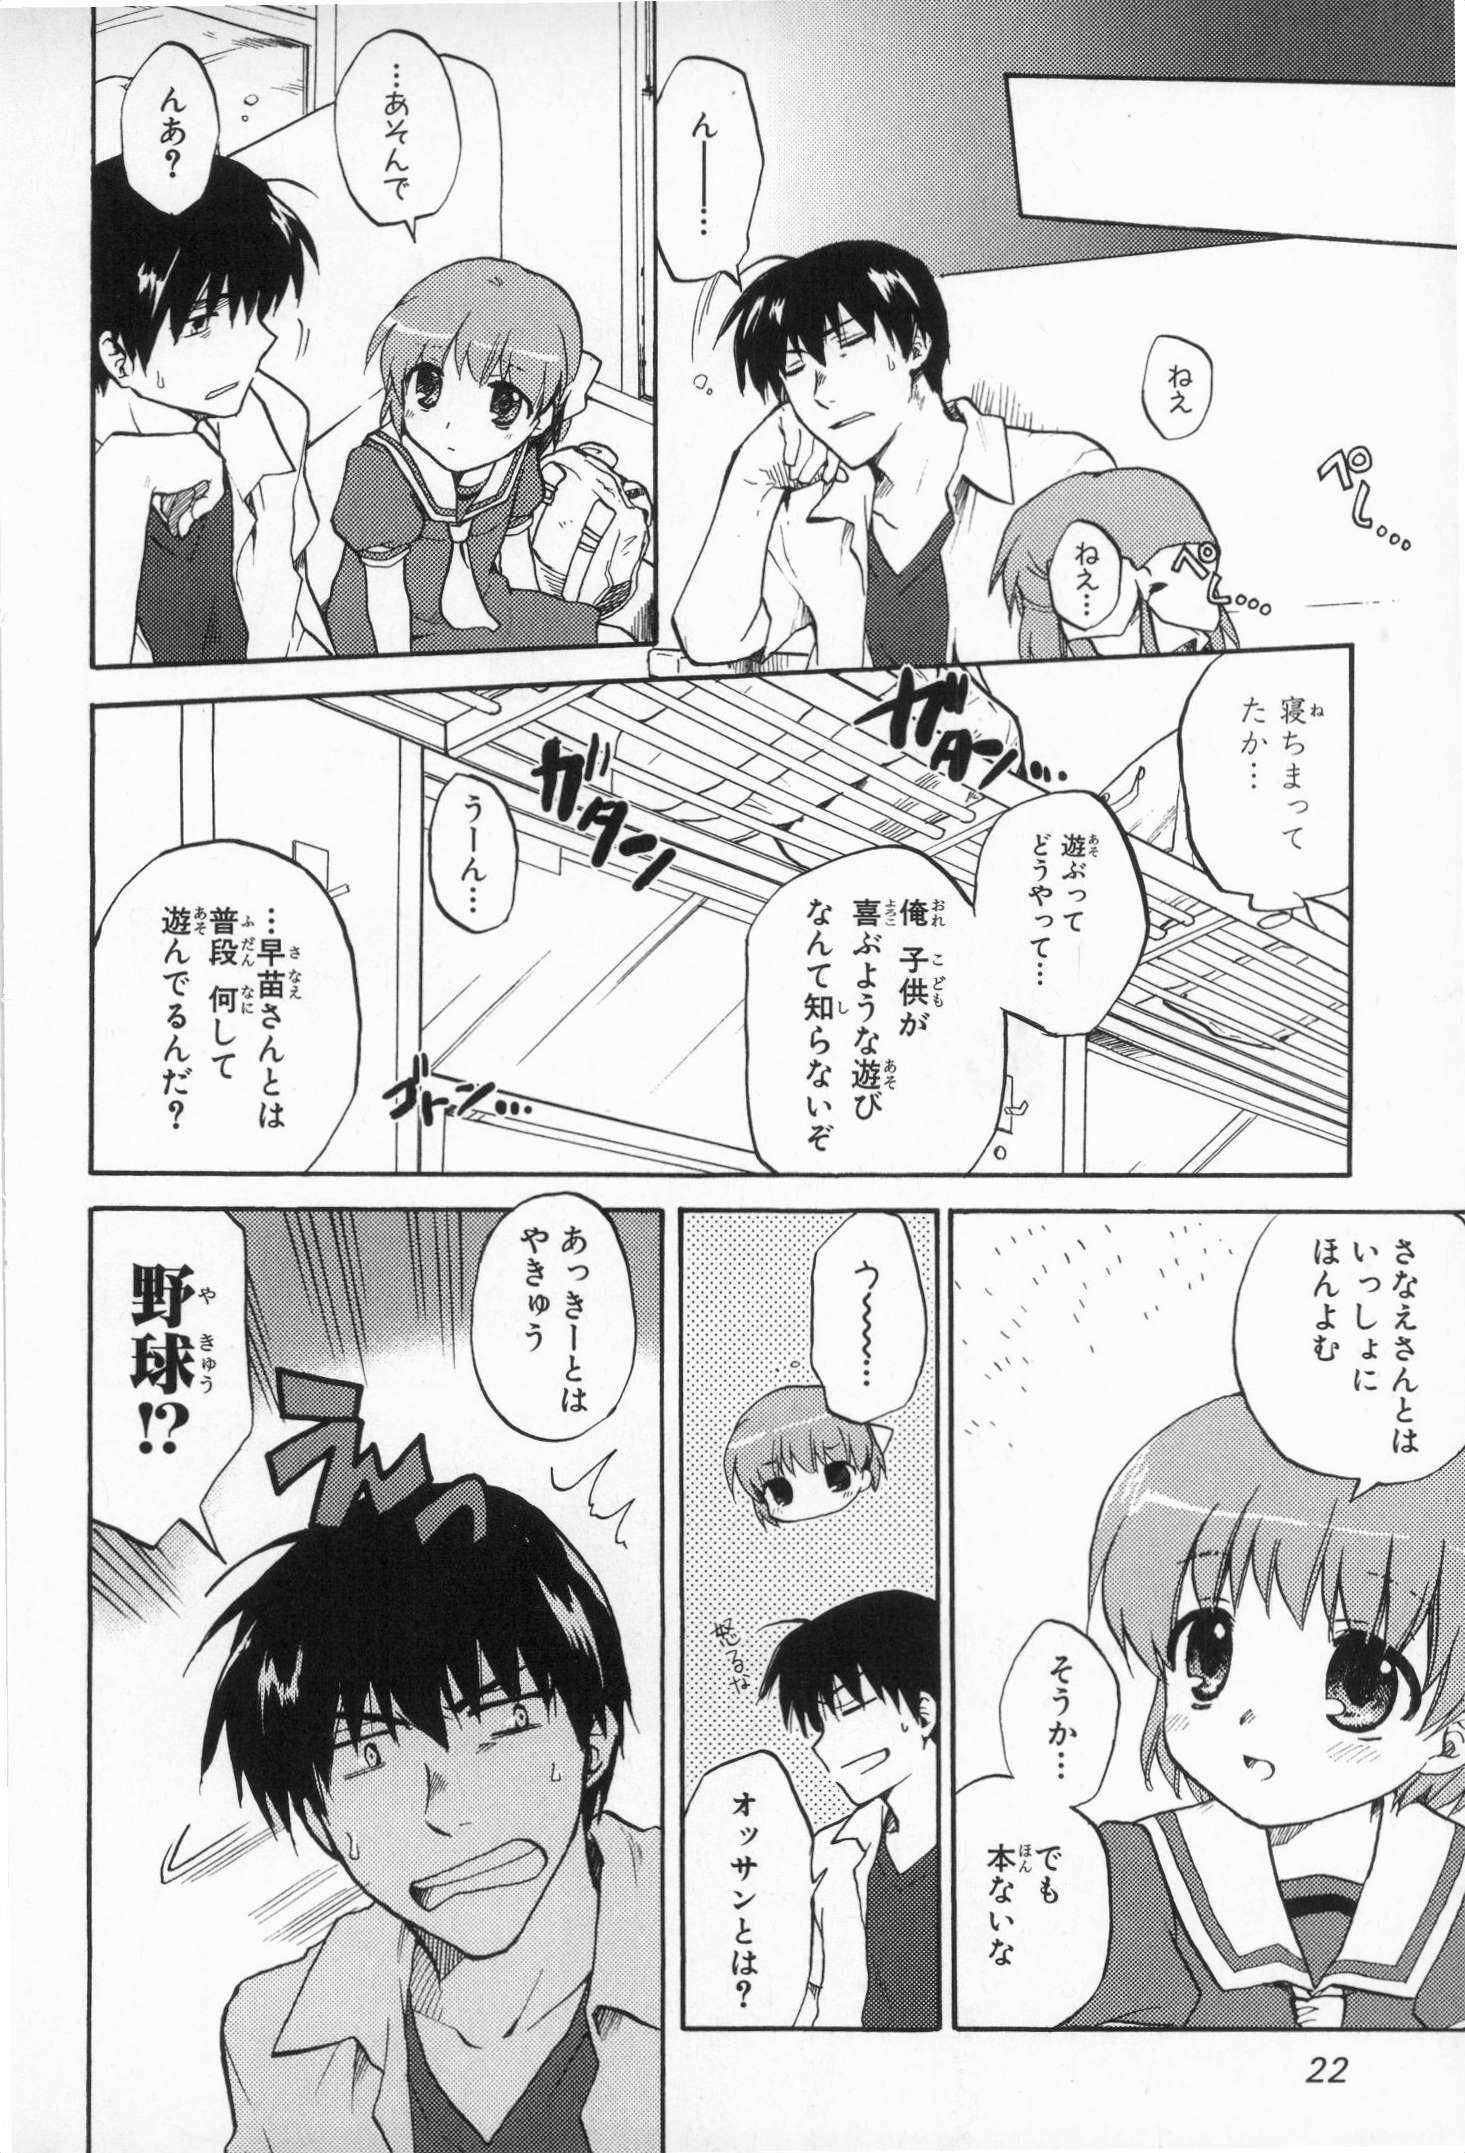 ねえ
ペし…
ねえ…
ペし…
ん――…
…あそんで
んあ?
寝ちまって
たか…
ガタン…
遊ぶって
どうやって…
俺 子供が
喜ぶような遊び
なんて知らないぞ
ガタン
うーん…
ゴトン…
…早苗さんとは
普段 何して
遊んでるんだ?
さなえさんとは
いっしょに
ほんよむ
そうか…
でも
本ないな
う〜〜〜…
怒るな
オッサンとは?
あっきーとは
やきゅう
野球!?
22